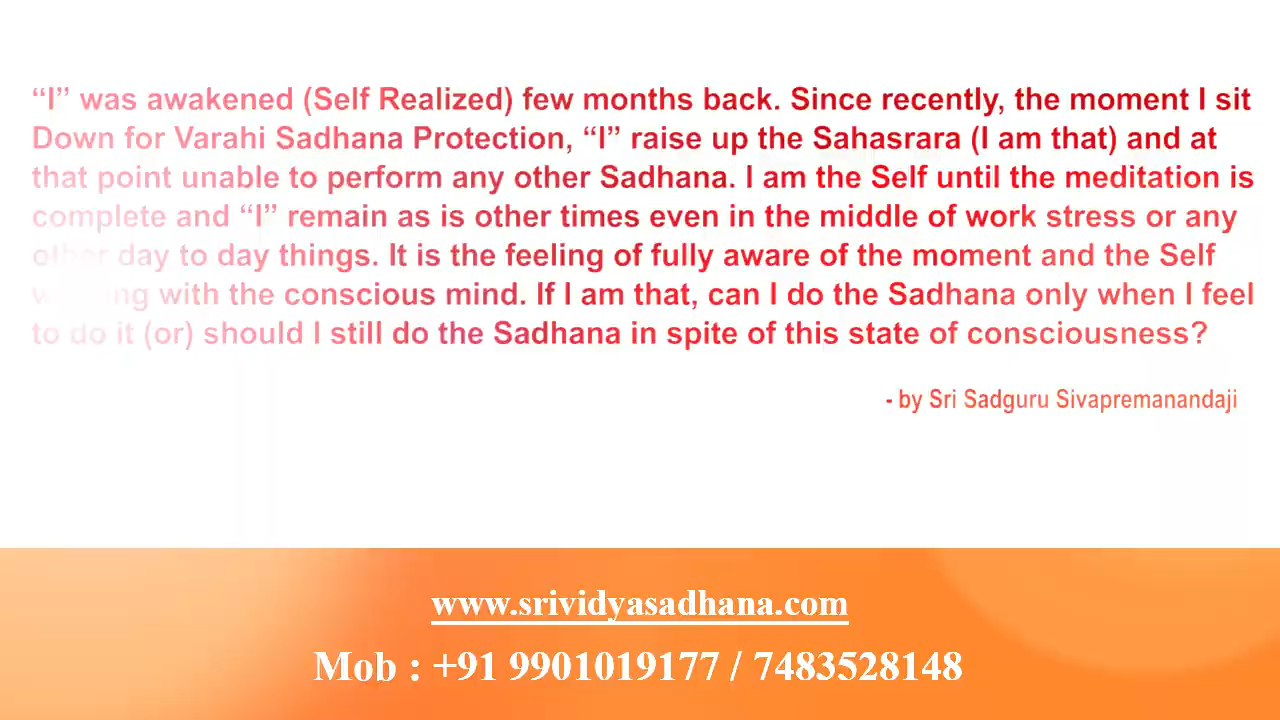 “I” was awakened (Self Realized) few months back. Since recently, the moment I sit
Down for Varahi Sadhana Protection, “I” raise up the Sahasrara (I am that) and at
that point unable to perform any other Sadhana. I am the Self until the meditation is
complete and “I” remain as is other times even in the middle of work stress or any
other day to day things. It is the feeling of fully aware of the moment and the Self
with the conscious mind. If I am that, can I do the Sadhana only when I feel
to do it (or) should I still do the Sadhana in spite of this state of consciousness?
- by Sri Sadguru Sivapremanandaji
www.srividyasadhana.com
Mob : +91 9901019177 / 7483528148